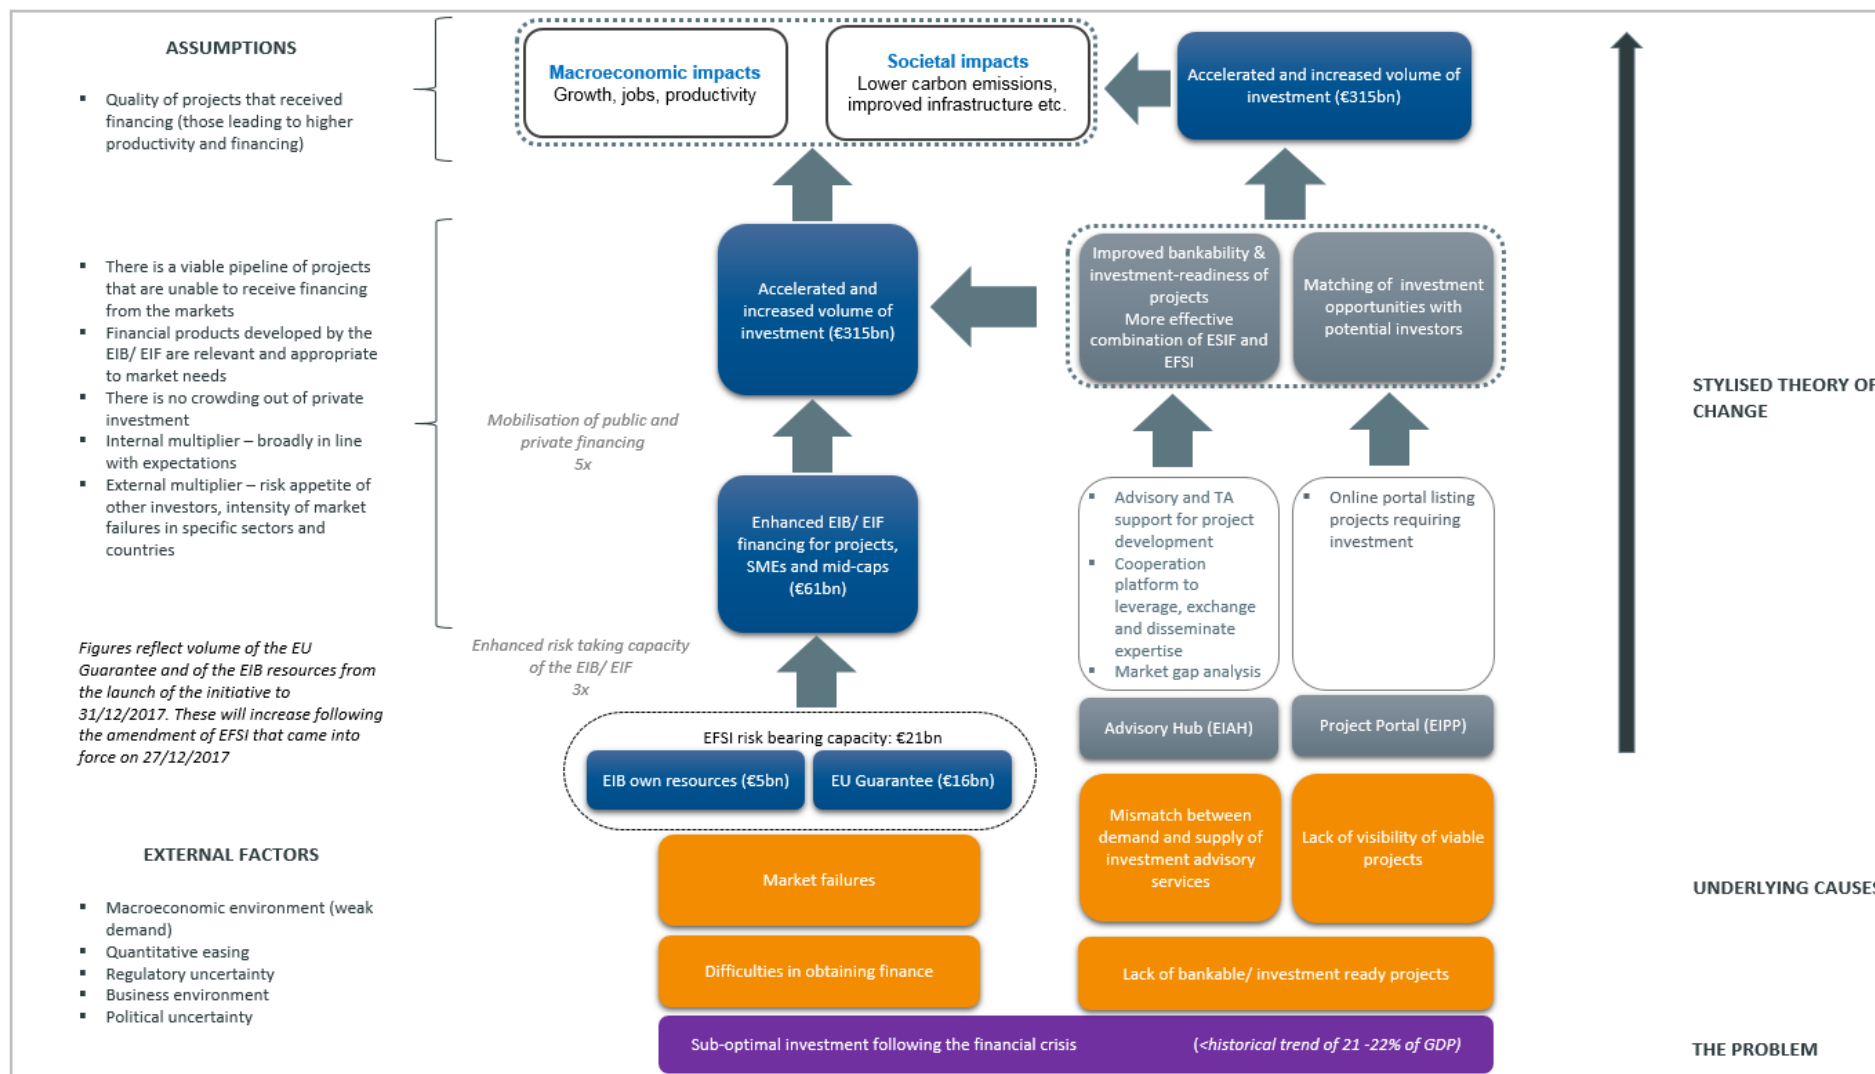 ASSUMPTIONS
▪ Quality of projects that received
financing (those leading to higher
productivity and financing)
▪ There is a viable pipeline of projects
that are unable to receive financing
from the markets
▪ Financial products developed by the
EIB/ EIF are relevant and appropriate
to market needs
▪ There is no crowding out of private
investment
▪ Internal multiplier – broadly in line
with expectations
▪ External multiplier – risk appetite of
other investors, intensity of market
failures in specific sectors and
countries
Figures reflect volume of the EU
Guarantee and of the EIB resources from
the launch of the initiative to
31/12/2017. These will increase following
the amendment of EFSI that came into
force on 27/12/2017
EXTERNAL FACTORS
▪ Macroeconomic environment (weak
demand)
▪ Quantitative easing
▪ Regulatory uncertainty
▪ Business environment
▪ Political uncertainty
Macroeconomic impacts
Growth, jobs, productivity
Societal impacts
Lower carbon emissions,
improved infrastructure etc.
Accelerated and increased volume of
investment (€315bn)
Accelerated and
increased volume of
investment (€315bn)
Improved bankability &
investment-readiness of
projects
More effective
combination of ESIF and
EFSI
Matching of investment
opportunities with
potential investors
Mobilisation of public and
private financing
5x
Enhanced EIB/ EIF
financing for projects,
SMEs and mid-caps
(€61bn)
▪ Advisory and TA
support for project
development
▪ Cooperation
platform to
leverage, exchange
and disseminate
expertise
▪ Market gap analysis
▪ Online portal listing
projects requiring
investment
Enhanced risk taking capacity
of the EIB/ EIF
3x
EFSI risk bearing capacity: €21bn
EIB own resources (€5bn)
EU Guarantee (€16bn)
Advisory Hub (EIAH)
Project Portal (EIPP)
Market failures
Mismatch between
demand and supply of
investment advisory
services
Lack of visibility of viable
projects
Difficulties in obtaining finance
Lack of bankable/ investment ready projects
Sub-optimal investment following the financial crisis (<historical trend of 21 -22% of GDP)
STYLISED THEORY OF
CHANGE
UNDERLYING CAUSES
THE PROBLEM